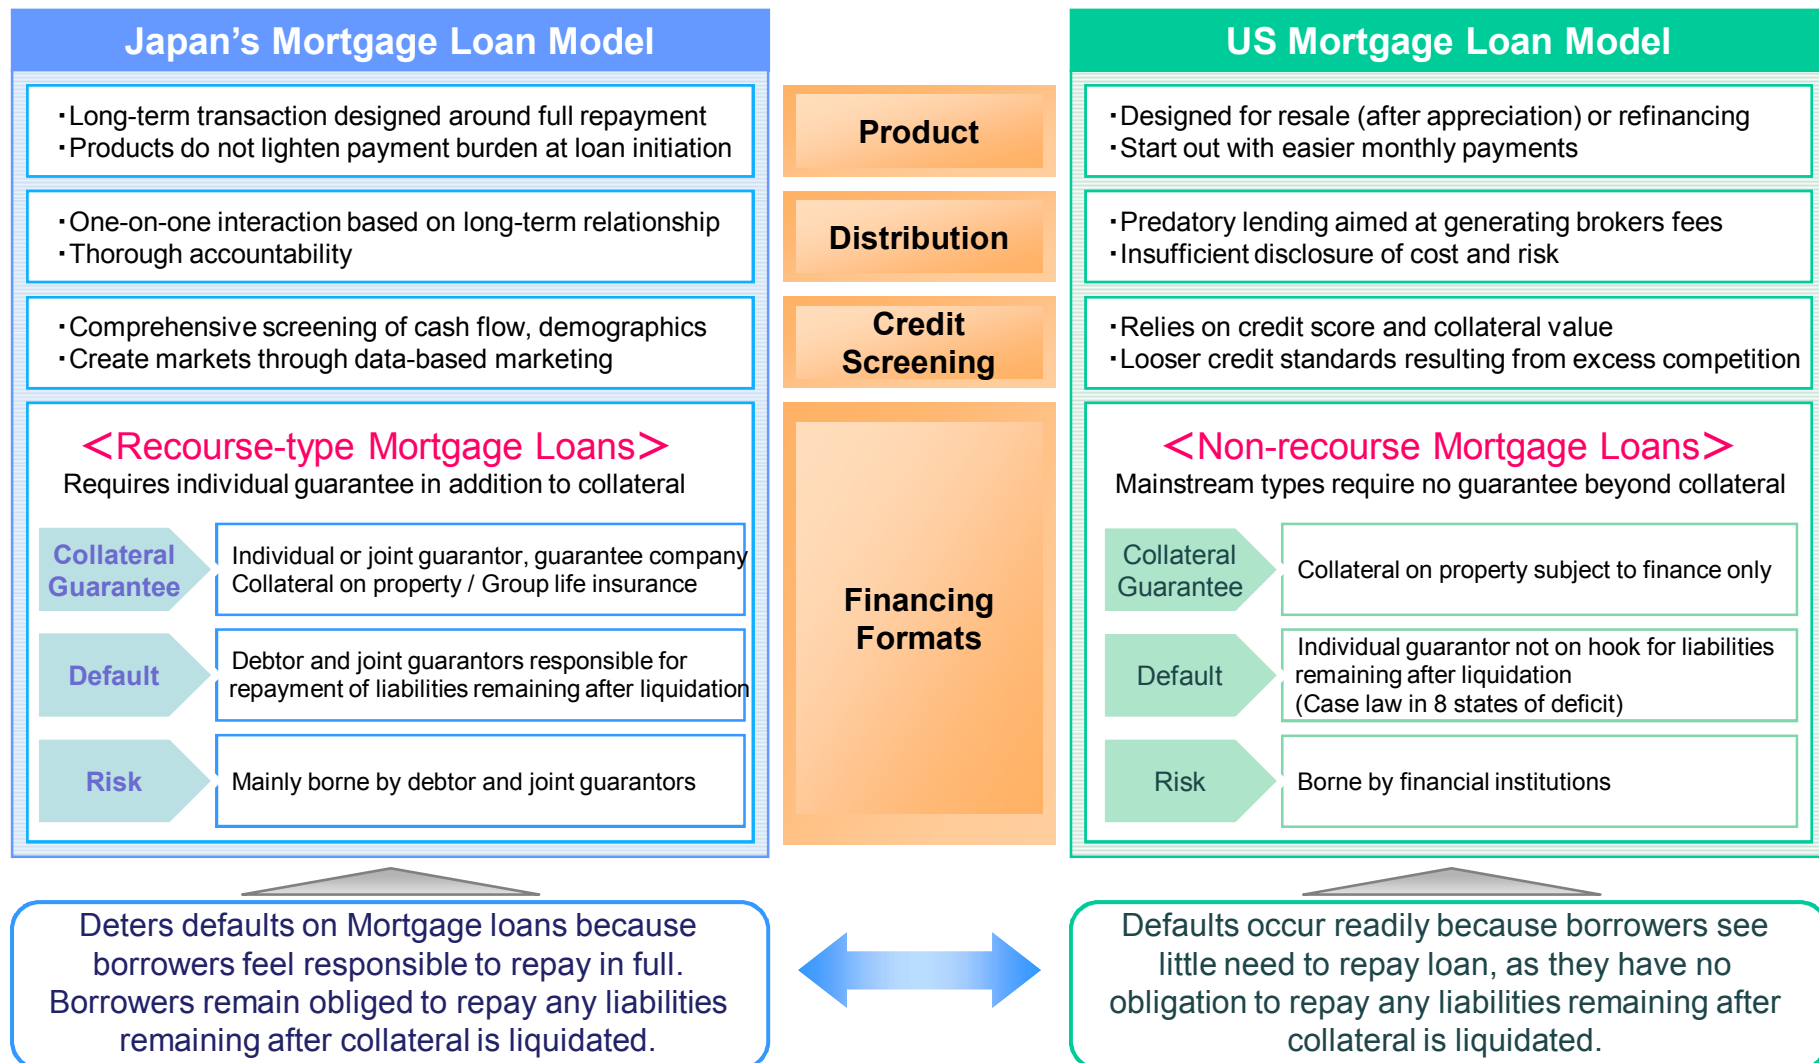 Japan’s Mortgage Loan Model
・Long-term transaction designed around full repayment
・Products do not lighten payment burden at loan initiation
・One-on-one interaction based on long-term relationship
・Thorough accountability
・Comprehensive screening of cash flow, demographics
・Create markets through data-based marketing
＜Recourse-type Mortgage Loans＞
Requires individual guarantee in addition to collateral
Collateral
Guarantee
Individual or joint guarantor, guarantee company
Collateral on property / Group life insurance
Default
Debtor and joint guarantors responsible for
repayment of liabilities remaining after liquidation
Risk
Mainly borne by debtor and joint guarantors
Deters defaults on Mortgage loans because
borrowers feel responsible to repay in full.
Borrowers remain obliged to repay any liabilities
remaining after collateral is liquidated.
Product
Distribution
Credit
Screening
Financing
Formats
US Mortgage Loan Model
・Designed for resale (after appreciation) or refinancing
・Start out with easier monthly payments
・Predatory lending aimed at generating brokers fees
・Insufficient disclosure of cost and risk
・Relies on credit score and collateral value
・Looser credit standards resulting from excess competition
＜Non-recourse Mortgage Loans＞
Mainstream types require no guarantee beyond collateral
Collateral
Guarantee
Collateral on property subject to finance only
Default
Individual guarantor not on hook for liabilities
remaining after liquidation
(Case law in 8 states of deficit)
Risk
Borne by financial institutions
Defaults occur readily because borrowers see
little need to repay loan, as they have no
obligation to repay any liabilities remaining after
collateral is liquidated.